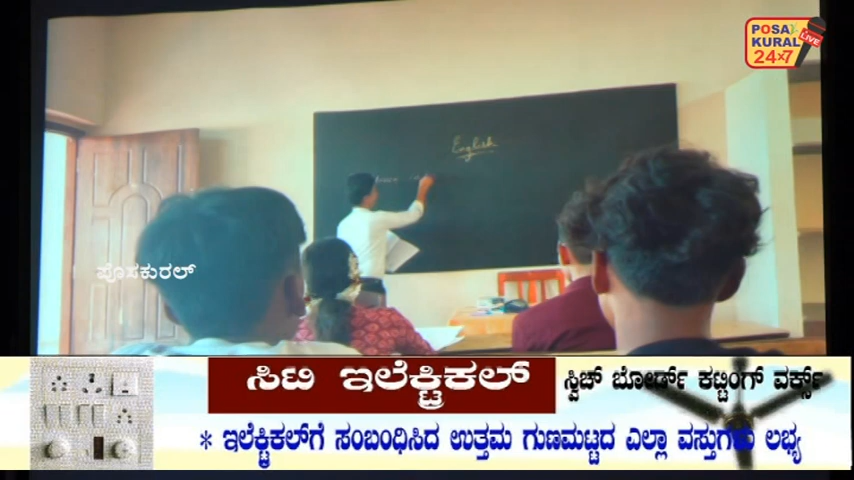 POSA
KURAL
LIVE
24x7
English
ಪೊಸಕುರಲ್
ಸಿಟಿ ಇಲೆಕ್ಟ್ರಿಕಲ್
ಸ್ವಿಚ್ ಬೋರ್ಡ್ ಕಟ್ಟಿಂಗ್ ವರ್ಕ್ಸ್
* ಇಲೆಕ್ಟ್ರಿಕಲ್‌ಗೆ ಸಂಬಂಧಿಸಿದ ಉತ್ತಮ ಗುಣಮಟ್ಟದ ಎಲ್ಲಾ ವಸ್ತುಗಳು ಲಭ್ಯ